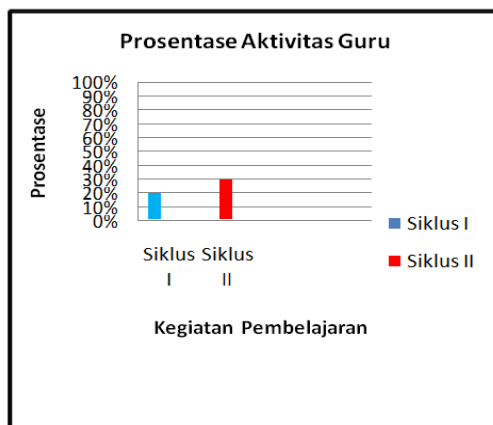 Prosentase Aktivitas Guru
Prosentase
100%
90%
80%
70%
60%
50%
40%
30%
20%
10%
0%
Siklus I
Siklus II
Siklus I
Siklus II
Kegiatan Pembelajaran